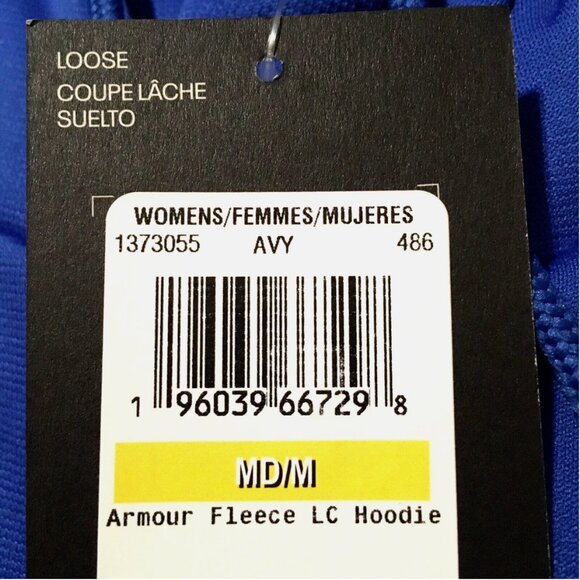 LOOSE
COUPE LÂCHE
SUELTO
WOMENS/FEMMES/MUJERES
1373055 AVY 486
1 96039 66729 8
MD/M
Armour Fleece LC Hoodie